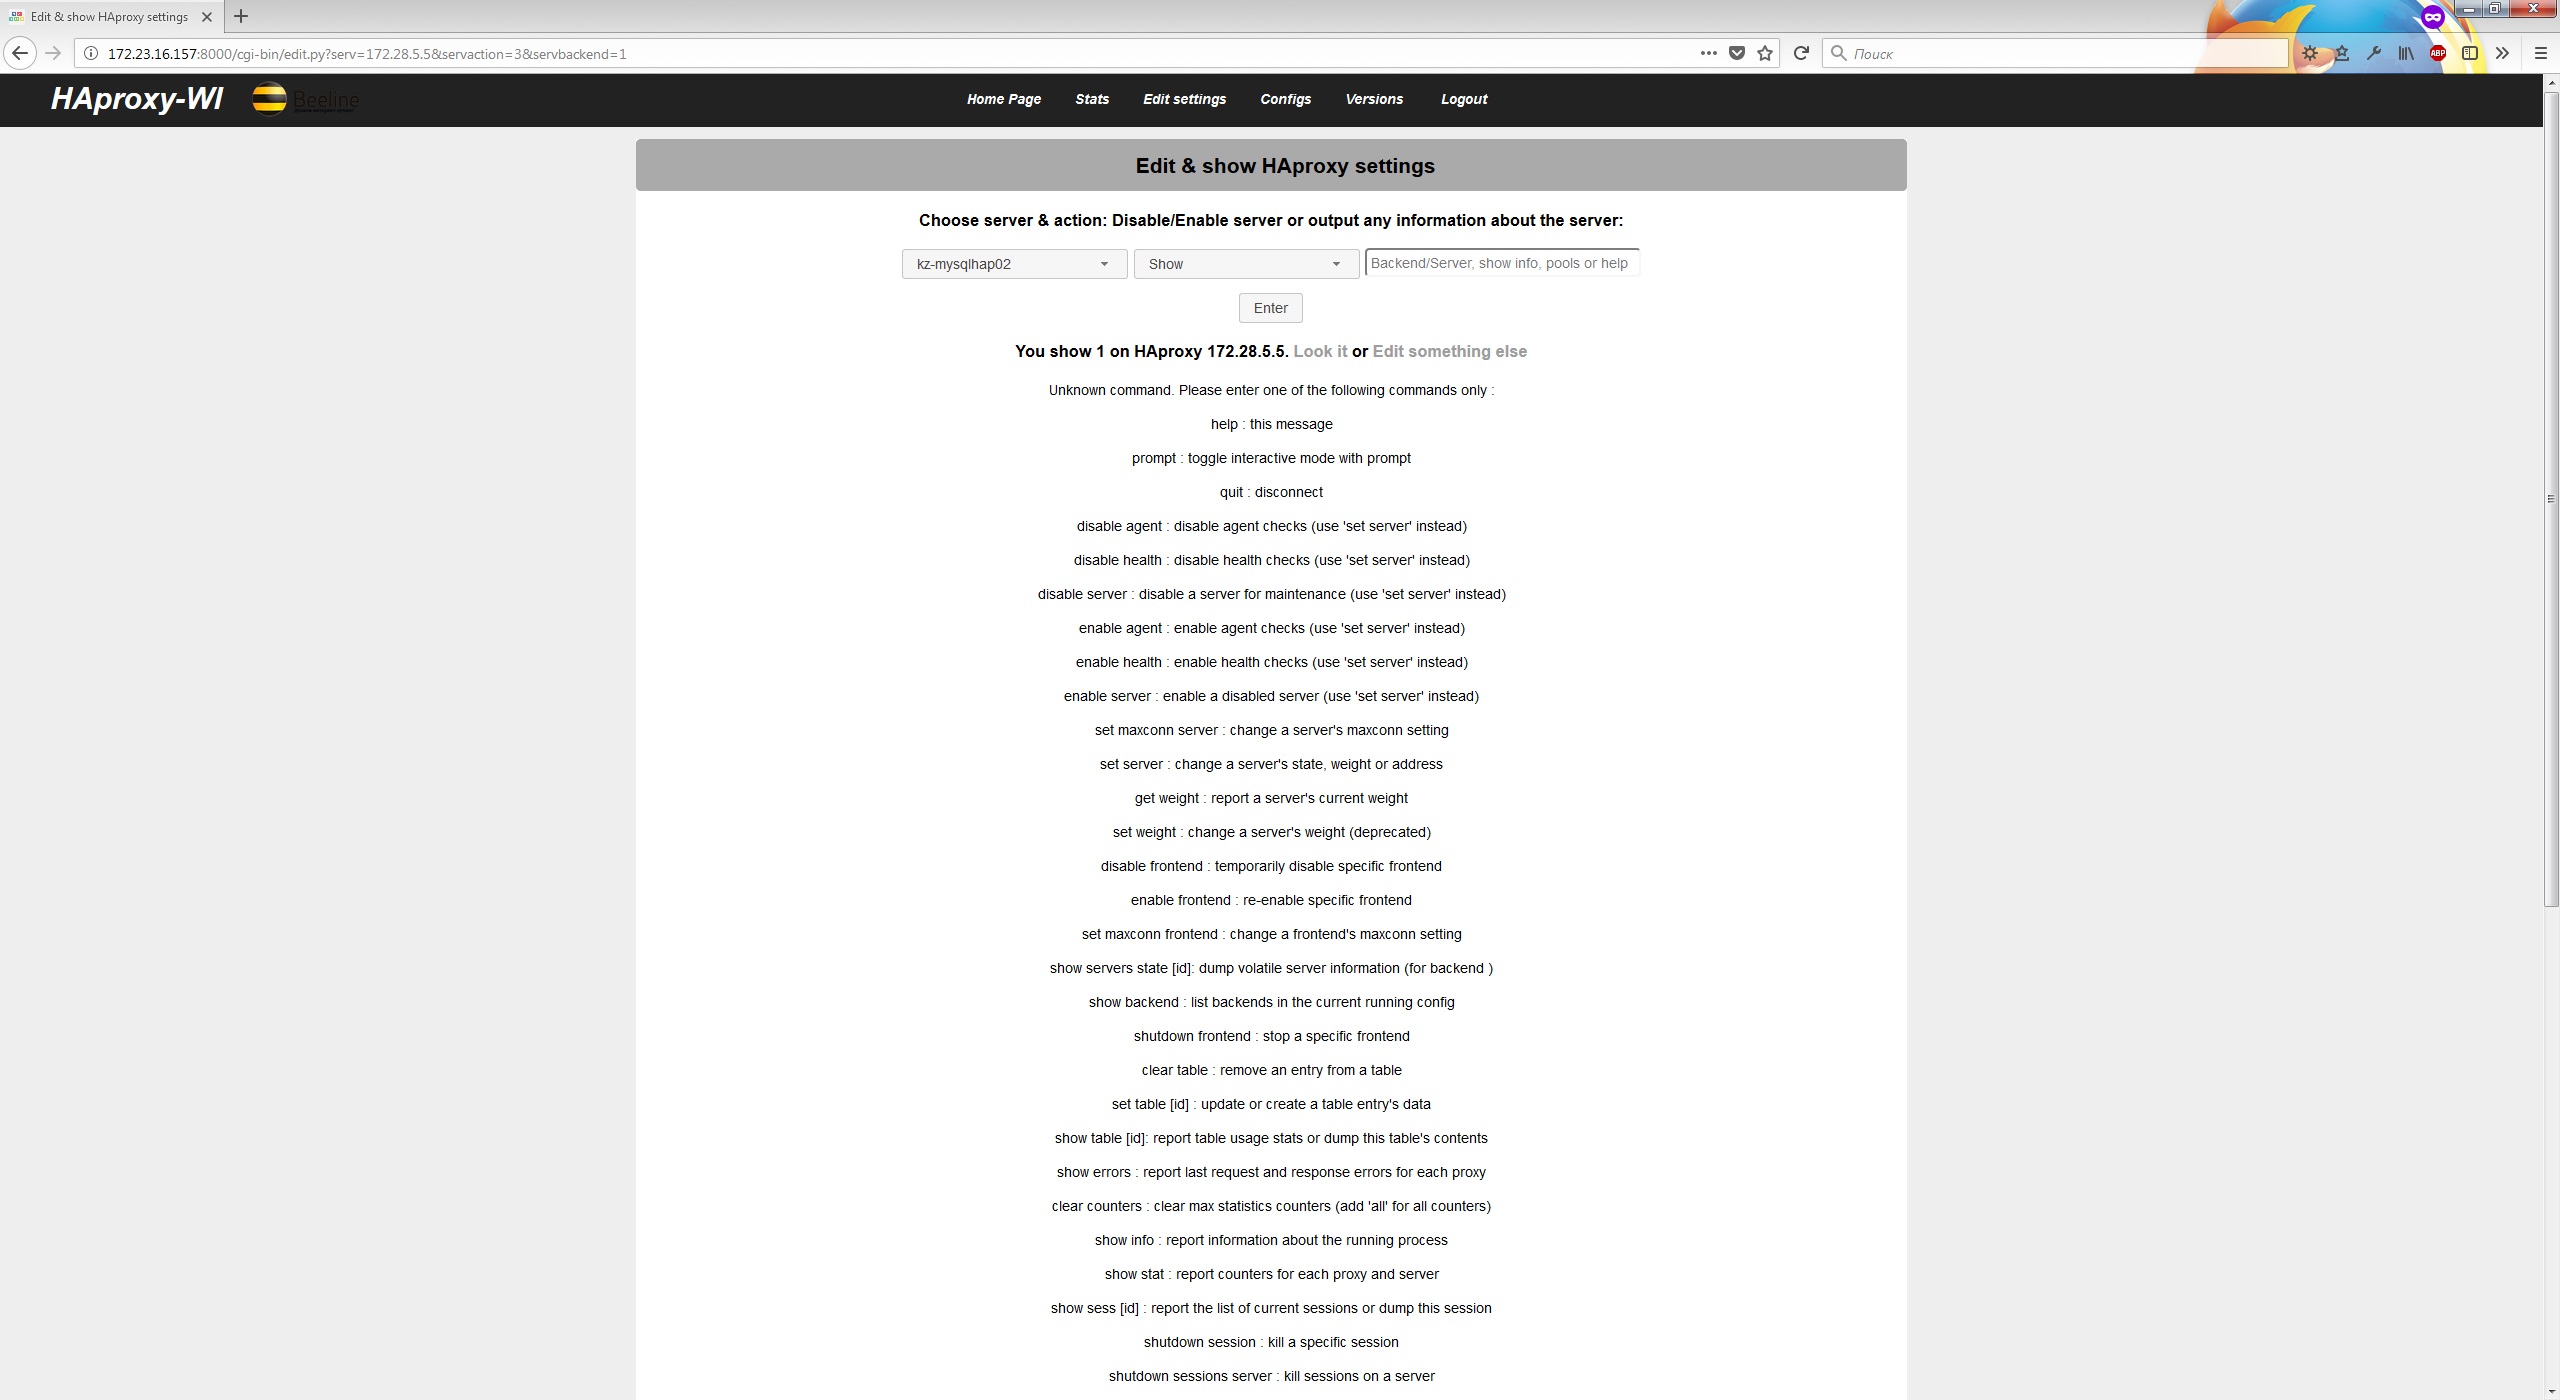 Edit & show HAproxy settings
172.23.16.157:8000/cgi-bin/edit.py?serv=172.28.5.5&servaction=3&servbackend=1
Поиск
ABP
HAproxy-WI
Beeline
Home Page Stats Edit settings Configs Versions Logout
Edit & show HAproxy settings
Choose server & action: Disable/Enable server or output any information about the server:
kz-mysqlhap02 Show Backend/Server, show info, pools or help
Enter
You show 1 on HAproxy 172.28.5.5. Look it or Edit something else
Unknown command. Please enter one of the following commands only :
help : this message
prompt : toggle interactive mode with prompt
quit : disconnect
disable agent : disable agent checks (use 'set server' instead)
disable health : disable health checks (use 'set server' instead)
disable server : disable a server for maintenance (use 'set server' instead)
enable agent : enable agent checks (use 'set server' instead)
enable health : enable health checks (use 'set server' instead)
enable server : enable a disabled server (use 'set server' instead)
set maxconn server : change a server's maxconn setting
set server : change a server's state, weight or address
get weight : report a server's current weight
set weight : change a server's weight (deprecated)
disable frontend : temporarily disable specific frontend
enable frontend : re-enable specific frontend
set maxconn frontend : change a frontend's maxconn setting
show servers state [id]: dump volatile server information (for backend )
show backend : list backends in the current running config
shutdown frontend : stop a specific frontend
clear table : remove an entry from a table
set table [id] : update or create a table entry's data
show table [id]: report table usage stats or dump this table's contents
show errors : report last request and response errors for each proxy
clear counters : clear max statistics counters (add 'all' for all counters)
show info : report information about the running process
show stat : report counters for each proxy and server
show sess [id] : report the list of current sessions or dump this session
shutdown session : kill a specific session
shutdown sessions server : kill sessions on a server